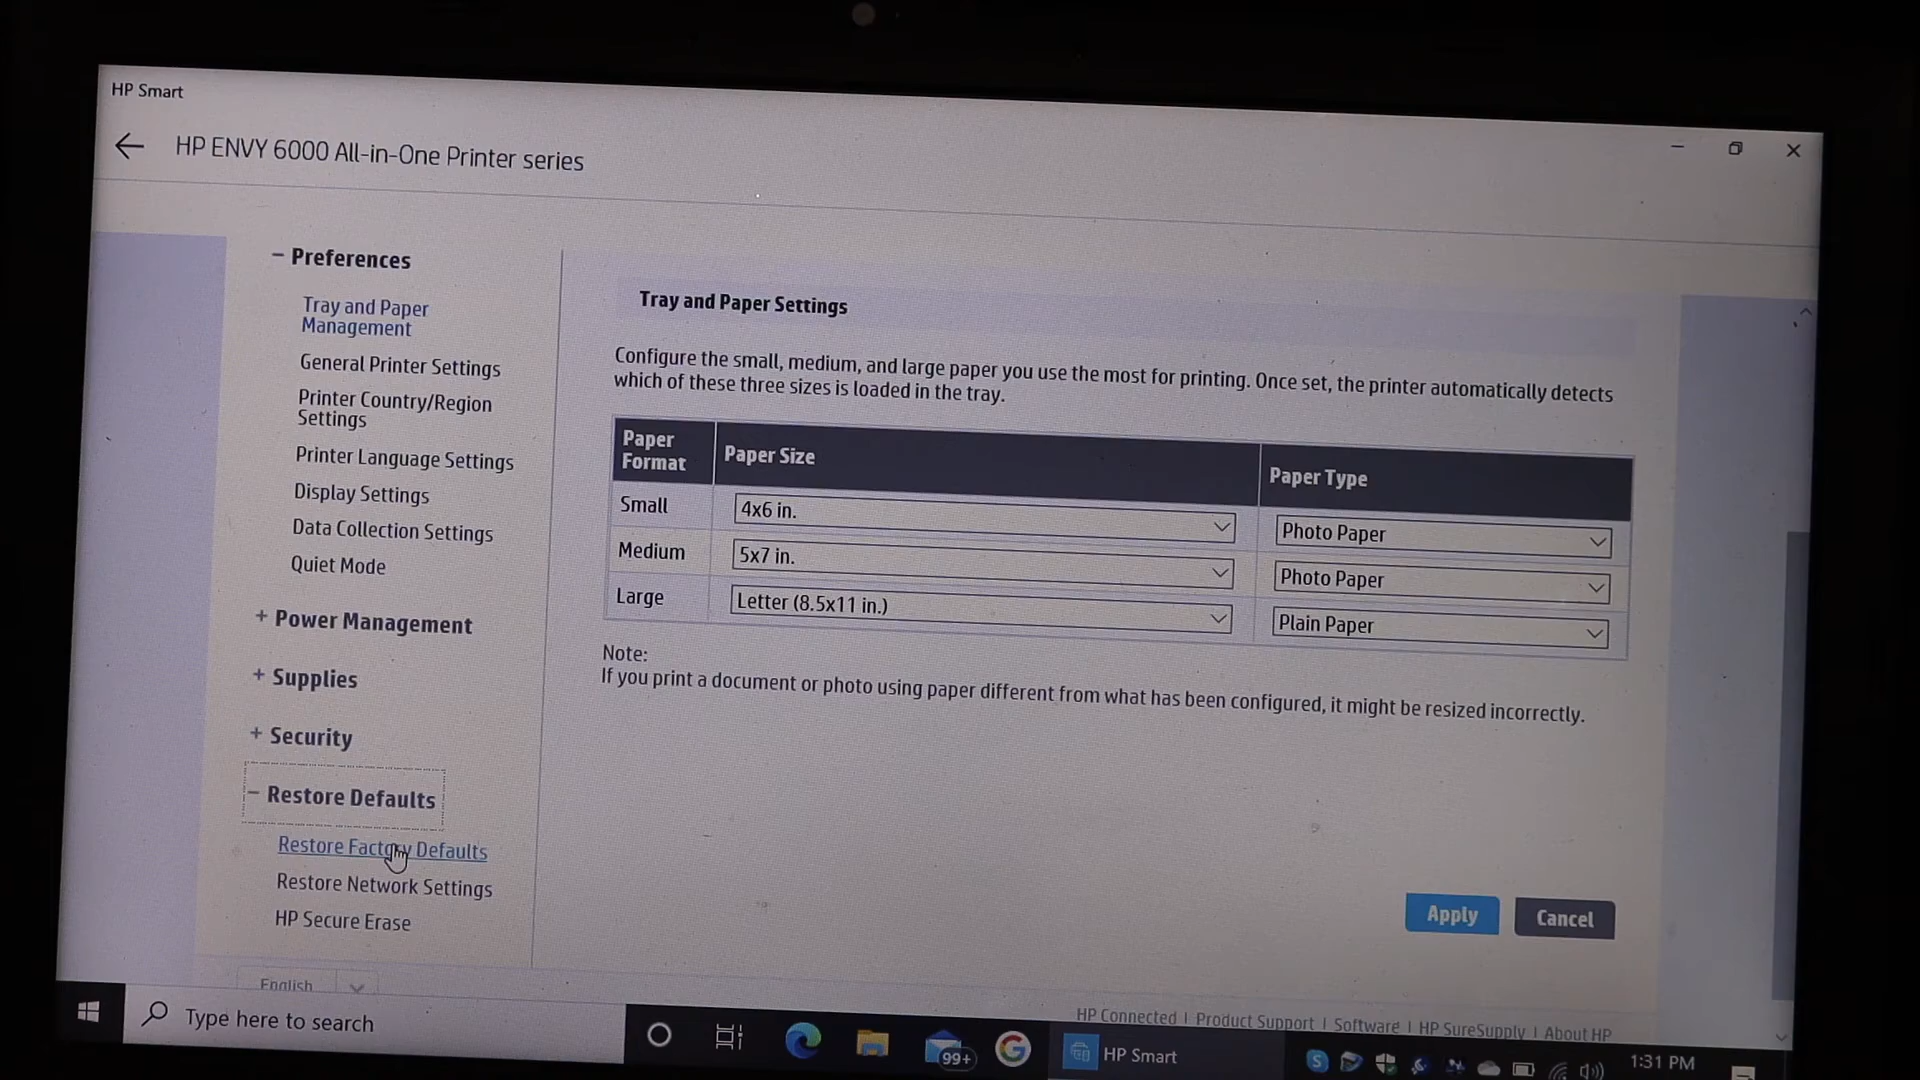 HP Smart
HP ENVY 6000 All-in-One Printer series
− Preferences
Tray and Paper
Management
General Printer Settings
Printer Country/Region
Settings
Printer Language Settings
Display Settings
Data Collection Settings
Quiet Mode
+ Power Management
+ Supplies
+ Security
− Restore Defaults
Restore Factory Defaults
Restore Network Settings
HP Secure Erase
English
Tray and Paper Settings
Configure the small, medium, and large paper you use the most for printing. Once set, the printer automatically detects
which of these three sizes is loaded in the tray.
Paper
Format
Paper Size
Paper Type
Small
4x6 in.
Photo Paper
Medium
5x7 in.
Photo Paper
Large
Letter (8.5x11 in.)
Plain Paper
Note:
If you print a document or photo using paper different from what has been configured, it might be resized incorrectly.
Apply
Cancel
HP Connected | Product Support | Software | HP SureSupply | About HP
Type here to search
99+
G
HP Smart
S
1:31 PM